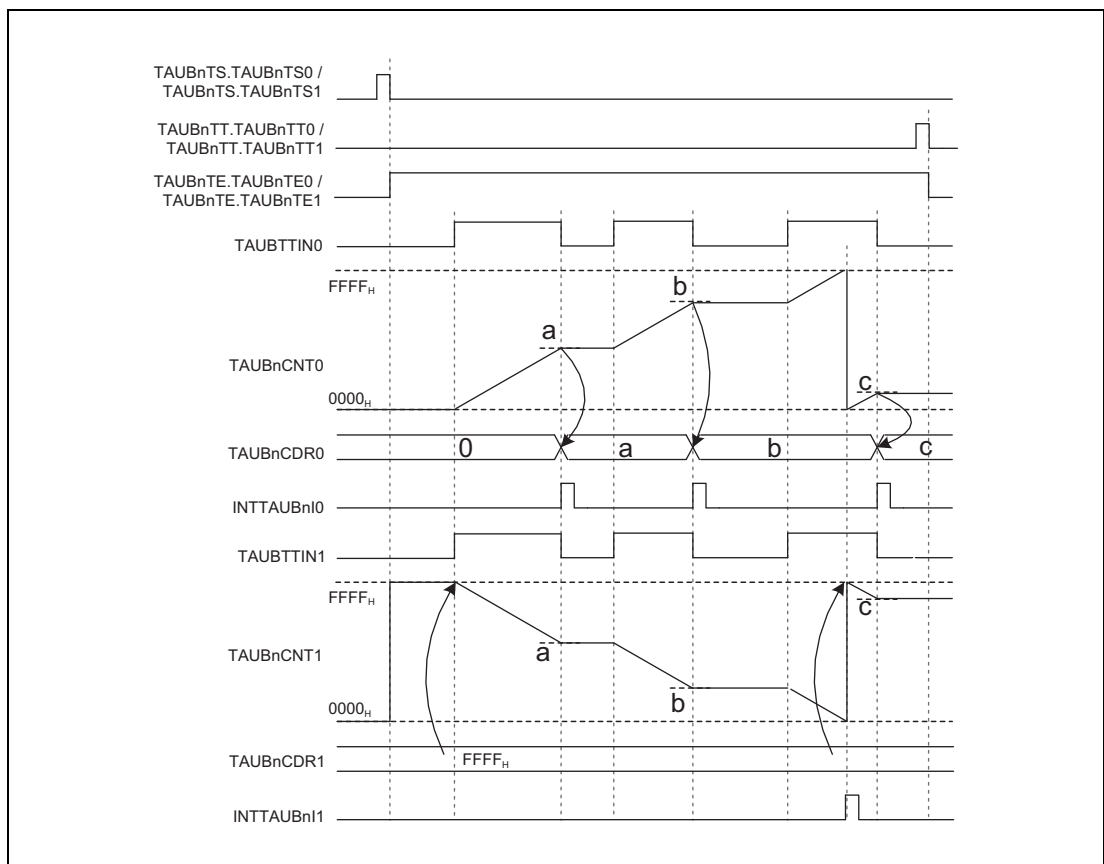 TAUBnTS.TAUBnTS0 /
TAUBnTS.TAUBnTS1
TAUBnTT.TAUBnTT0 /
TAUBnTT.TAUBnTT1
TAUBnTE.TAUBnTE0 /
TAUBnTE.TAUBnTE1
TAUBTTIN0
FFFFH
b
a
TAUBnCNT0
c
0000H
TAUBnCDR0
0 a b c
INTTAUBnI0
TAUBTTIN1
FFFFH
c
TAUBnCNT1
a
b
0000H
TAUBnCDR1
FFFFH
INTTAUBnI1